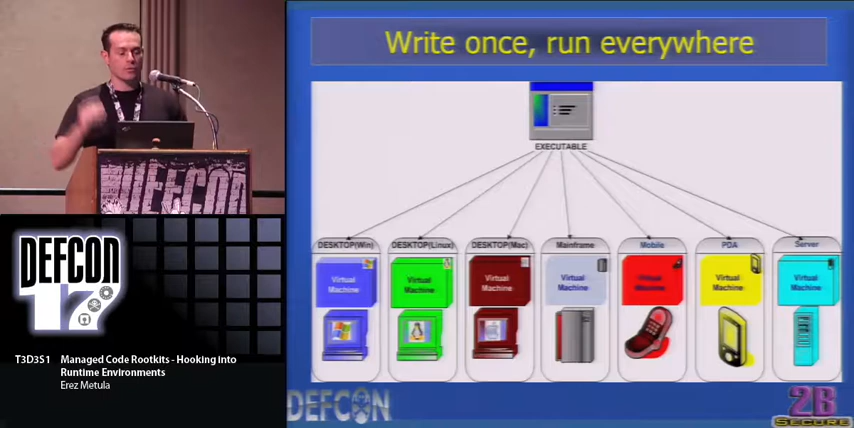 Write once, run everywhere
EXECUTABLE
DESKTOP(Win)
DESKTOP(Linux)
DESKTOP(Mac)
Mainframe
Mobile
PDA
Server
Virtual
Machine
Virtual
Machine
Virtual
Machine
Virtual
Machine
Virtual
Machine
Virtual
Machine
Virtual
Machine
DEFCON
DEFCON
17
T3D3S1 Managed Code Rootkits - Hooking into
Runtime Environments
Erez Metula
DEFCON
2B
SECURE